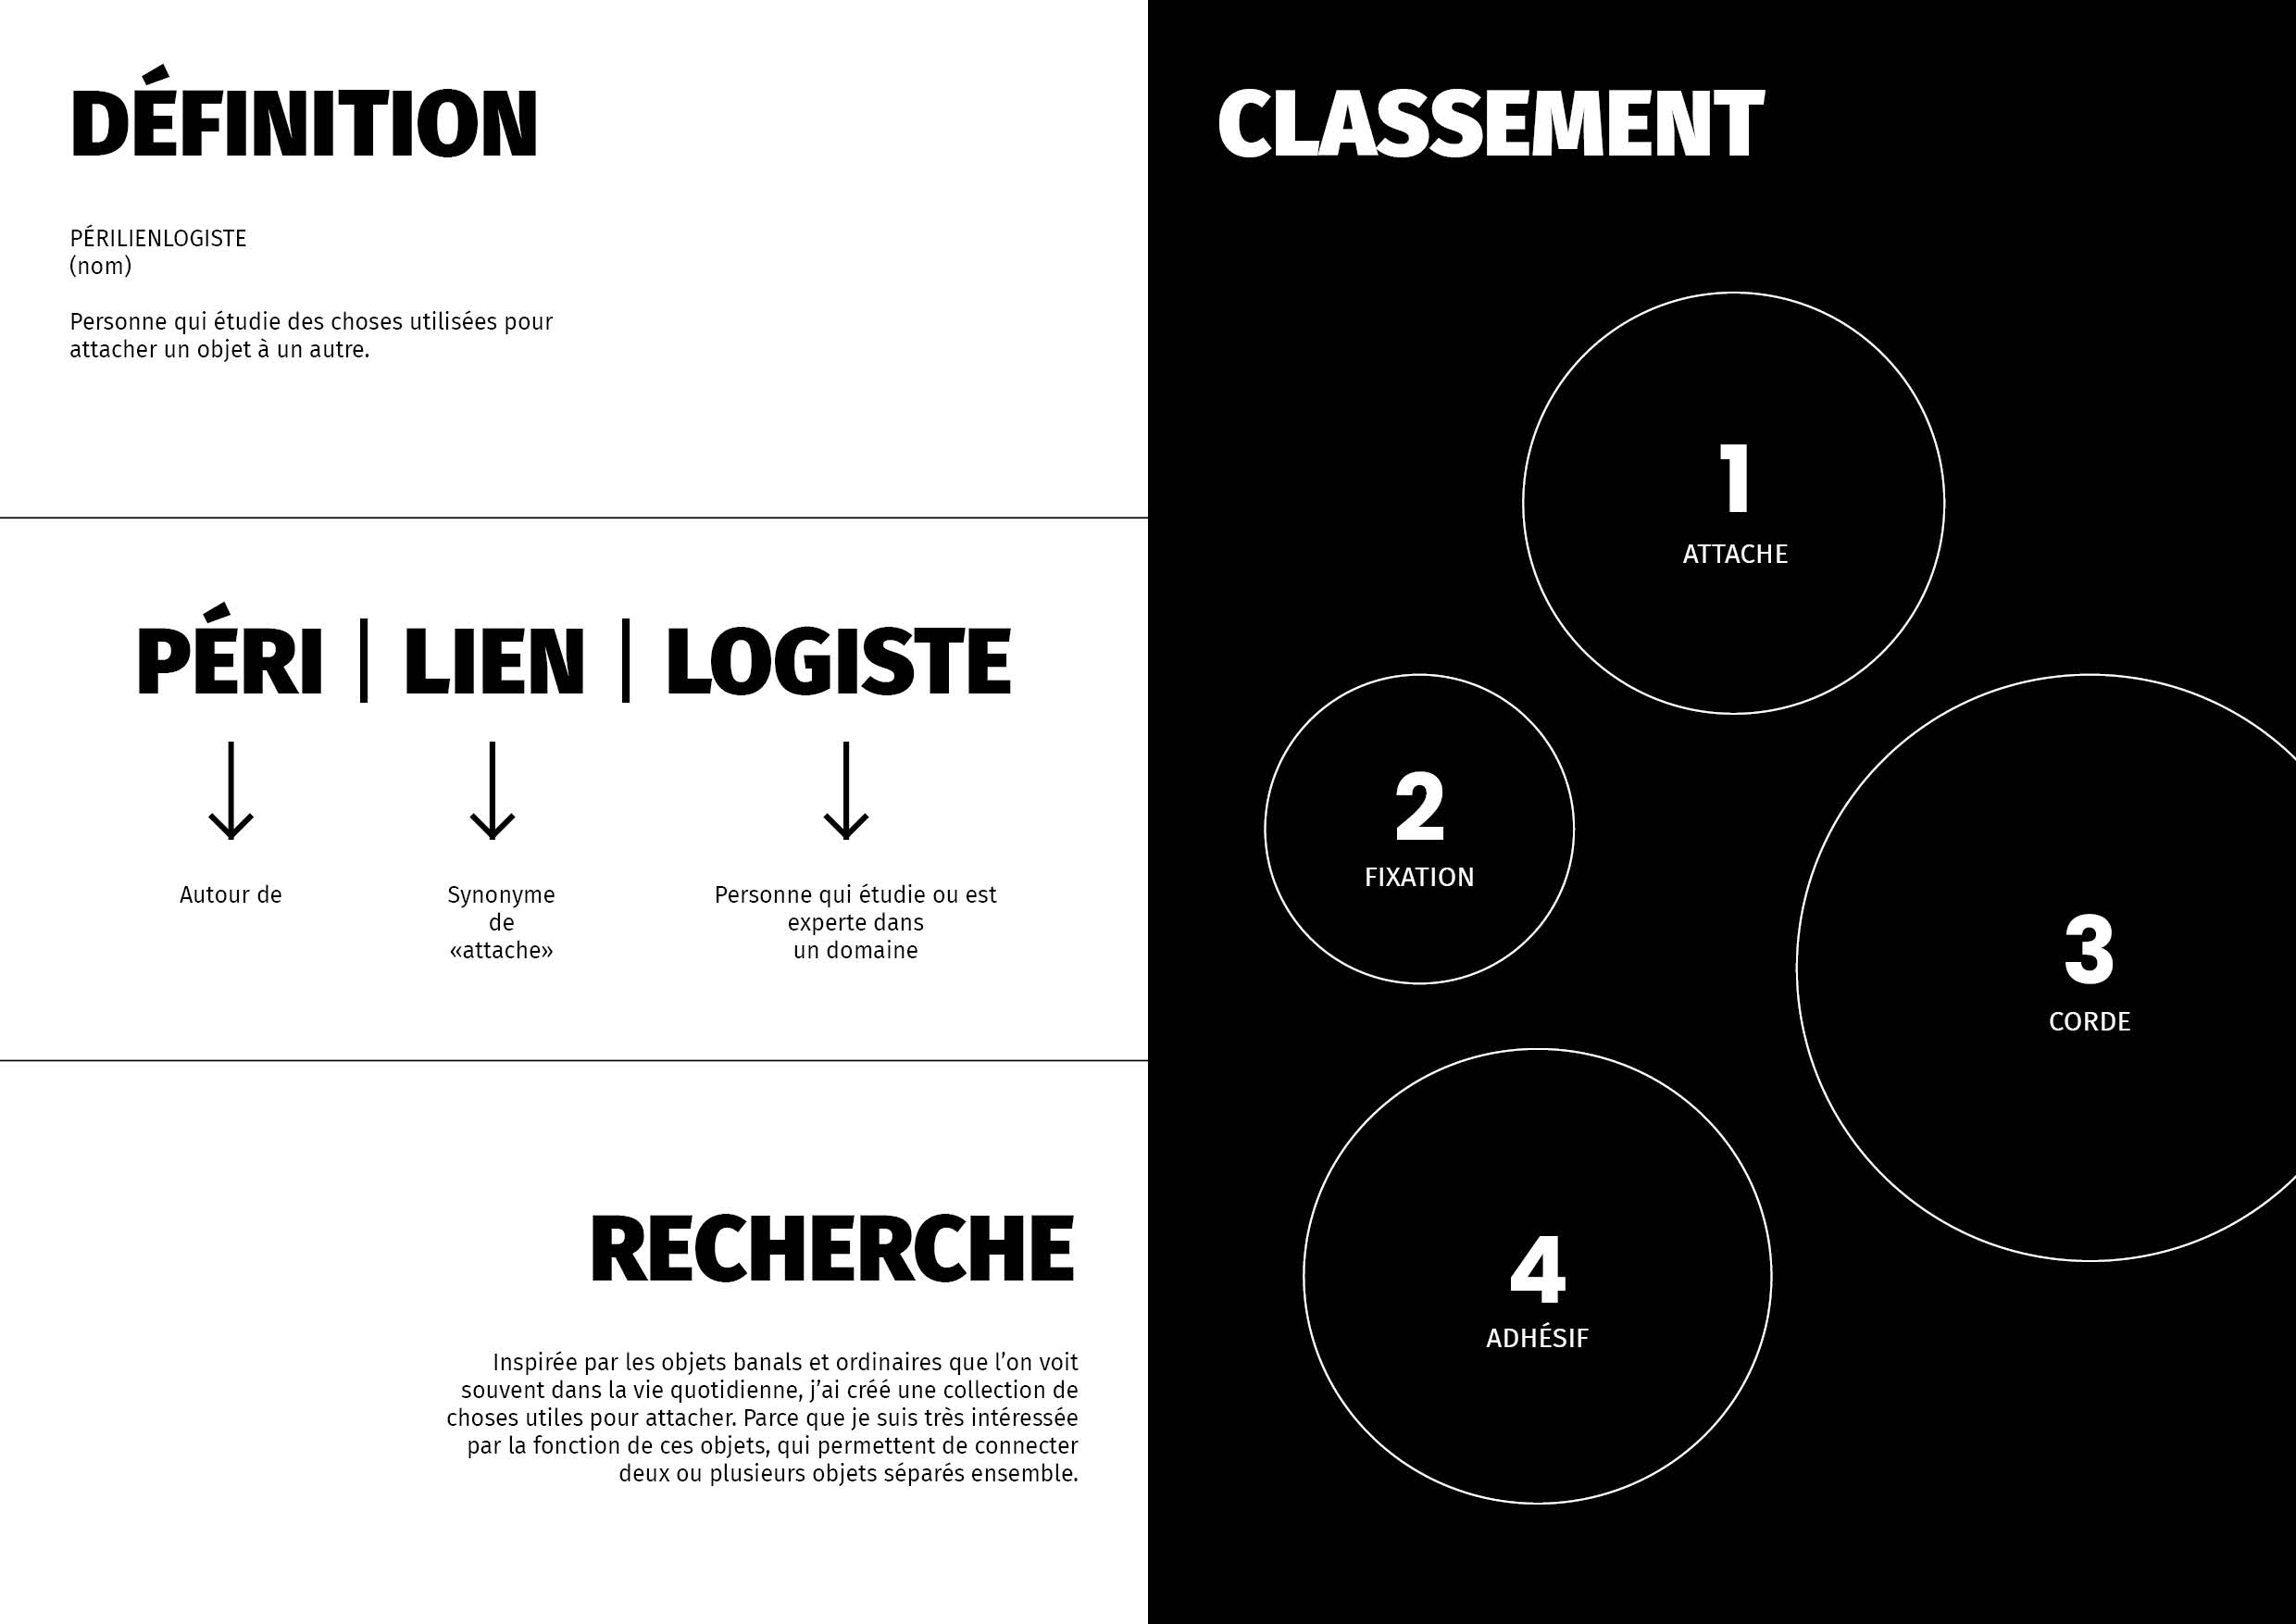 DÉFINITION
PÉRILIENLOGISTE
(nom)
Personne qui étudie des choses utilisées pour
attacher un objet à un autre.
PÉRI | LIEN | LOGISTE
Autour de
Synonyme
de
«attache»
Personne qui étudie ou est
experte dans
un domaine
RECHERCHE
Inspirée par les objets banals et ordinaires que l’on voit
souvent dans la vie quotidienne, j’ai créé une collection de
choses utiles pour attacher. Parce que je suis très intéressée
par la fonction de ces objets, qui permettent de connecter
deux ou plusieurs objets séparés ensemble.
CLASSEMENT
1
ATTACHE
2
FIXATION
3
CORDE
4
ADHÉSIF